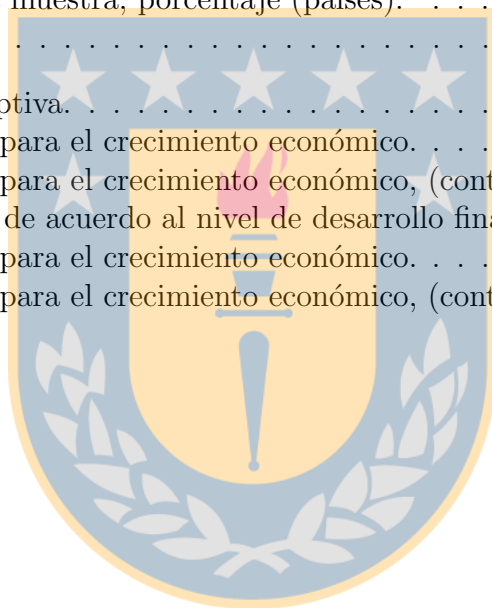 muestra, porcentaje (países). . . . .
. . . . . . . . . . . . . . . . . . .
ptiva. . . . . . . . . . . . . . . . .
para el crecimiento económico. . . . .
para el crecimiento económico, (cont
de acuerdo al nivel de desarrollo fina
para el crecimiento económico. . . . .
para el crecimiento económico, (cont